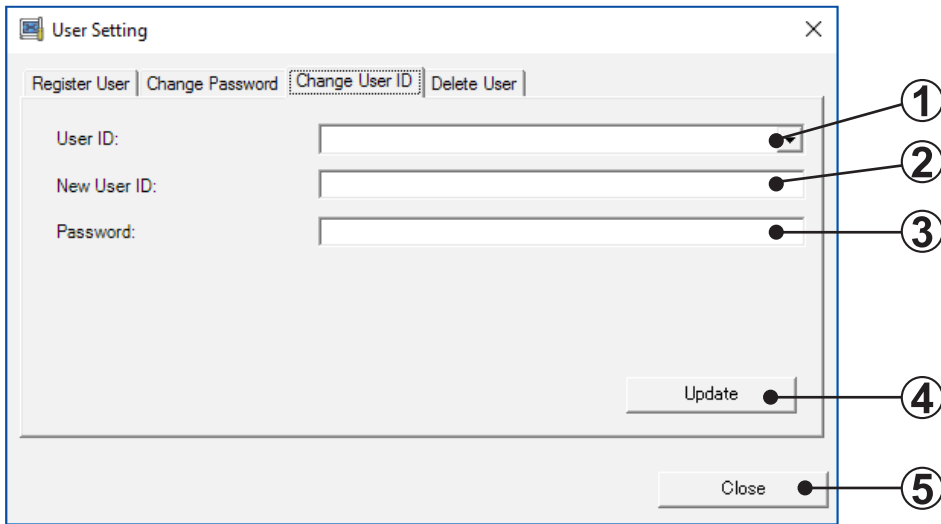 User Setting
Register User Change Password Change User ID Delete User
User ID:
1
New User ID:
2
Password:
3
Update
4
Close
5